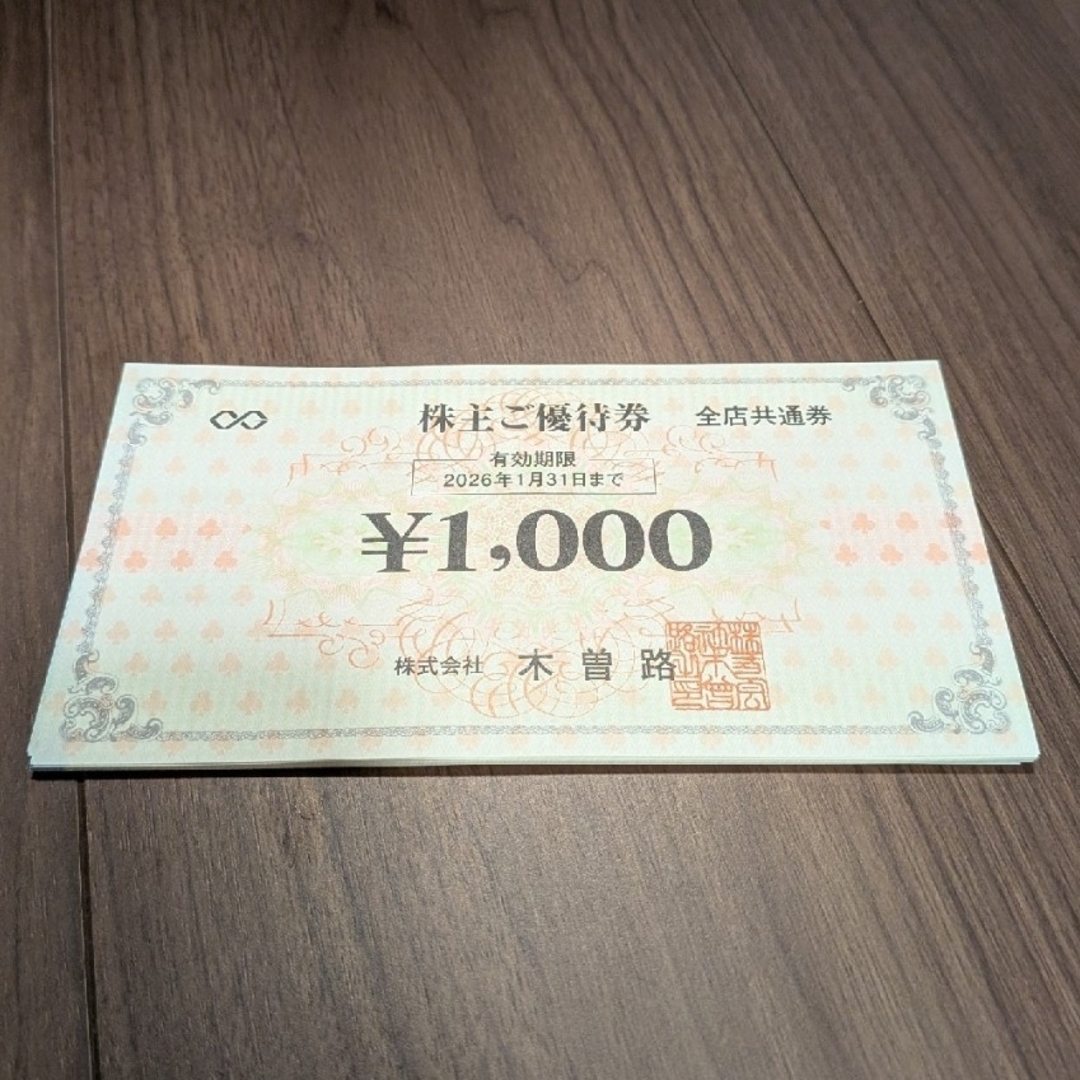 株主ご優待券 全店共通券
有効期限
2026年1月31日まで
¥1,000
株式会社 木曽路